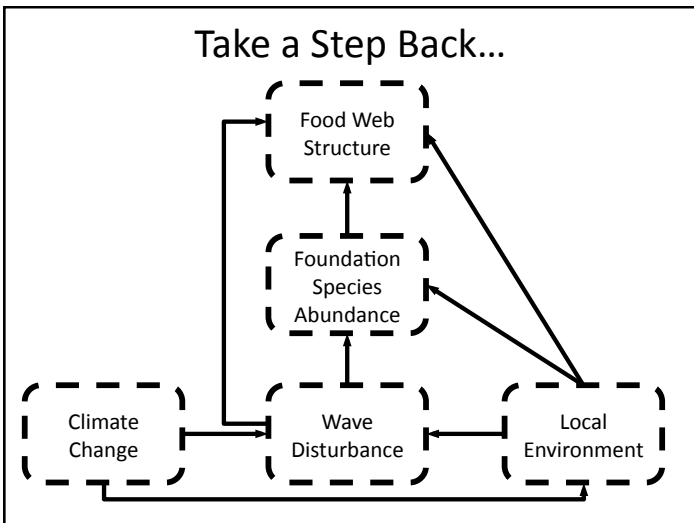 Take a Step Back...
Food Web
Structure
Foundation
Species
Abundance
Climate
Change
Wave
Disturbance
Local
Environment